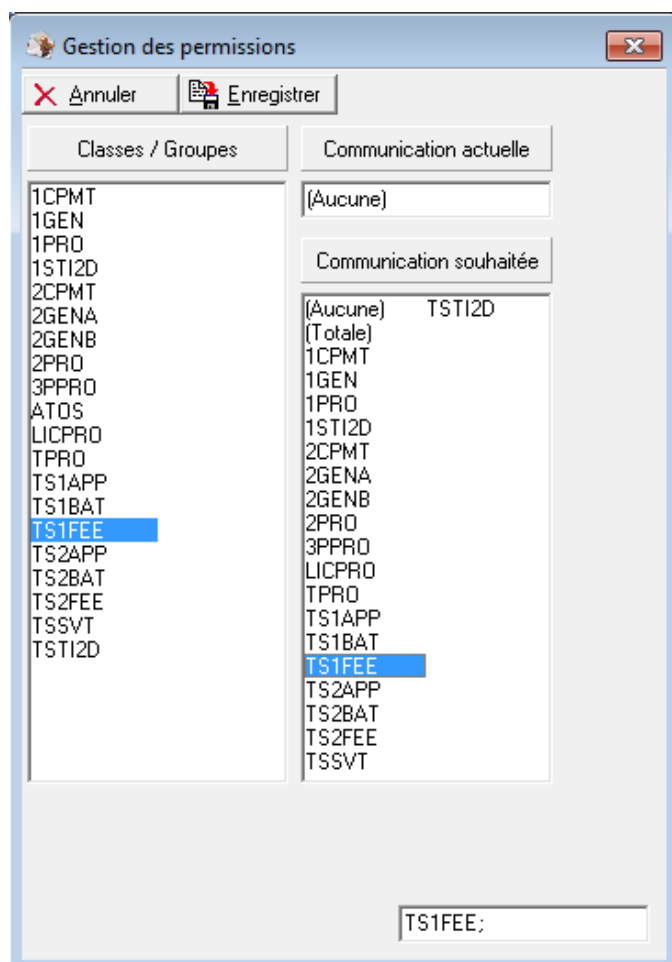 Gestion des permissions
Annuler
Enregistrer
Classes / Groupes
1CPMT
1GEN
1PRO
1STI2D
2CPMT
2GENA
2GENB
2PRO
3PPRO
ATOS
LICPRO
TPRO
TS1APP
TS1BAT
TS1FEE
TS2APP
TS2BAT
TS2FEE
TSSVT
TSTI2D
Communication actuelle
(Aucune)
Communication souhaitée
(Aucune) TSTI2D
(Totale)
1CPMT
1GEN
1PRO
1STI2D
2CPMT
2GENA
2GENB
2PRO
3PPRO
LICPRO
TPRO
TS1APP
TS1BAT
TS1FEE
TS2APP
TS2BAT
TS2FEE
TSSVT
TS1FEE;